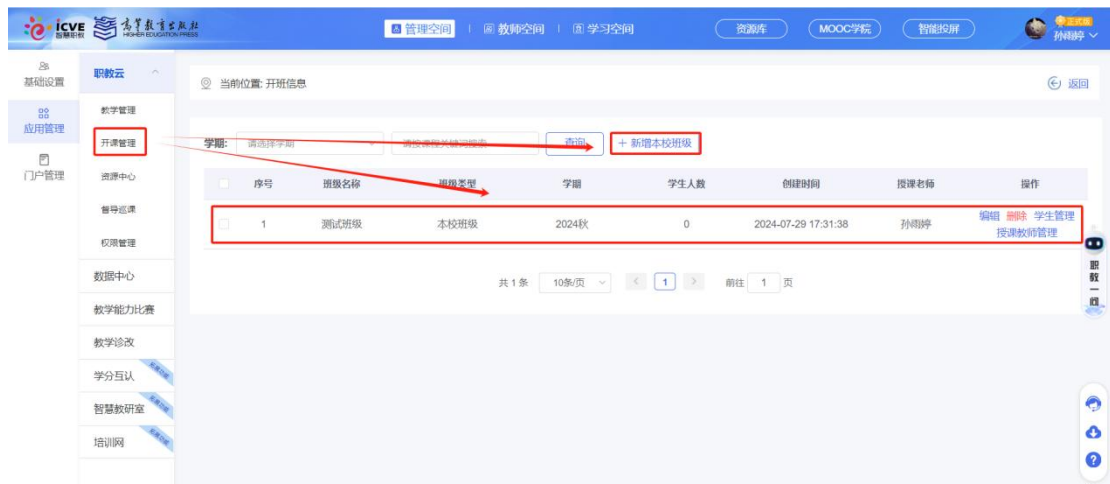 icve 智慧职教 高等教育出版社 HIGHER EDUCATION PRESS 管理空间 教师空间 学习空间 资源库 MOOC学院 智能投屏 正式版 孙雨婷
基础设置
应用管理
门户管理
职教云
教学管理
开课管理
资源中心
督导巡课
权限管理
数据中心
教学能力比赛
教学诊改
学分互认
智慧教研室
培训网
当前位置: 开班信息 返回
学期: 请选择学期 查询 + 新增本校班级
序号 班级名称 班级类型 学期 学生人数 创建时间 授课老师 操作
1 测试班级 本校班级 2024秋 0 2024-07-29 17:31:38 孙雨婷 编辑 删除 学生管理
授课教师管理
共 1 条 10条/页 < 1 > 前往 1 页
职教一问